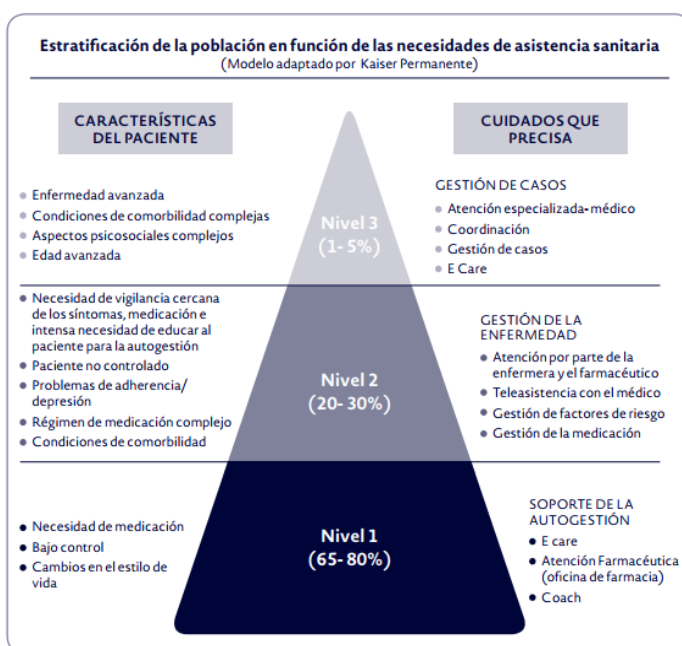 Estratificación de la población en función de las necesidades de asistencia sanitaria
(Modelo adaptado por Kaiser Permanente)
CARACTERÍSTICAS
DEL PACIENTE
CUIDADOS QUE
PRECISA
Enfermedad avanzada
Condiciones de comorbilidad complejas
Aspectos psicosociales complejos
Edad avanzada
Nivel 3
(1- 5%)
GESTIÓN DE CASOS
Atención especializada-médico
Coordinación
Gestión de casos
E Care
Necesidad de vigilancia cercana
de los síntomas, medicación e
intensa necesidad de educar al
paciente para la autogestión
Paciente no controlado
Problemas de adherencia/
depresión
Régimen de medicación complejo
Condiciones de comorbilidad
Nivel 2
(20- 30%)
GESTIÓN DE LA
ENFERMEDAD
Atención por parte de la
enfermera y el farmacéutico
Teleasistencia con el médico
Gestión de factores de riesgo
Gestión de la medicación
Necesidad de medicación
Bajo control
Cambios en el estilo de
vida
Nivel 1
(65- 80%)
SOPORTE DE LA
AUTOGESTIÓN
E care
Atención Farmacéutica
(oficina de farmacia)
Coach